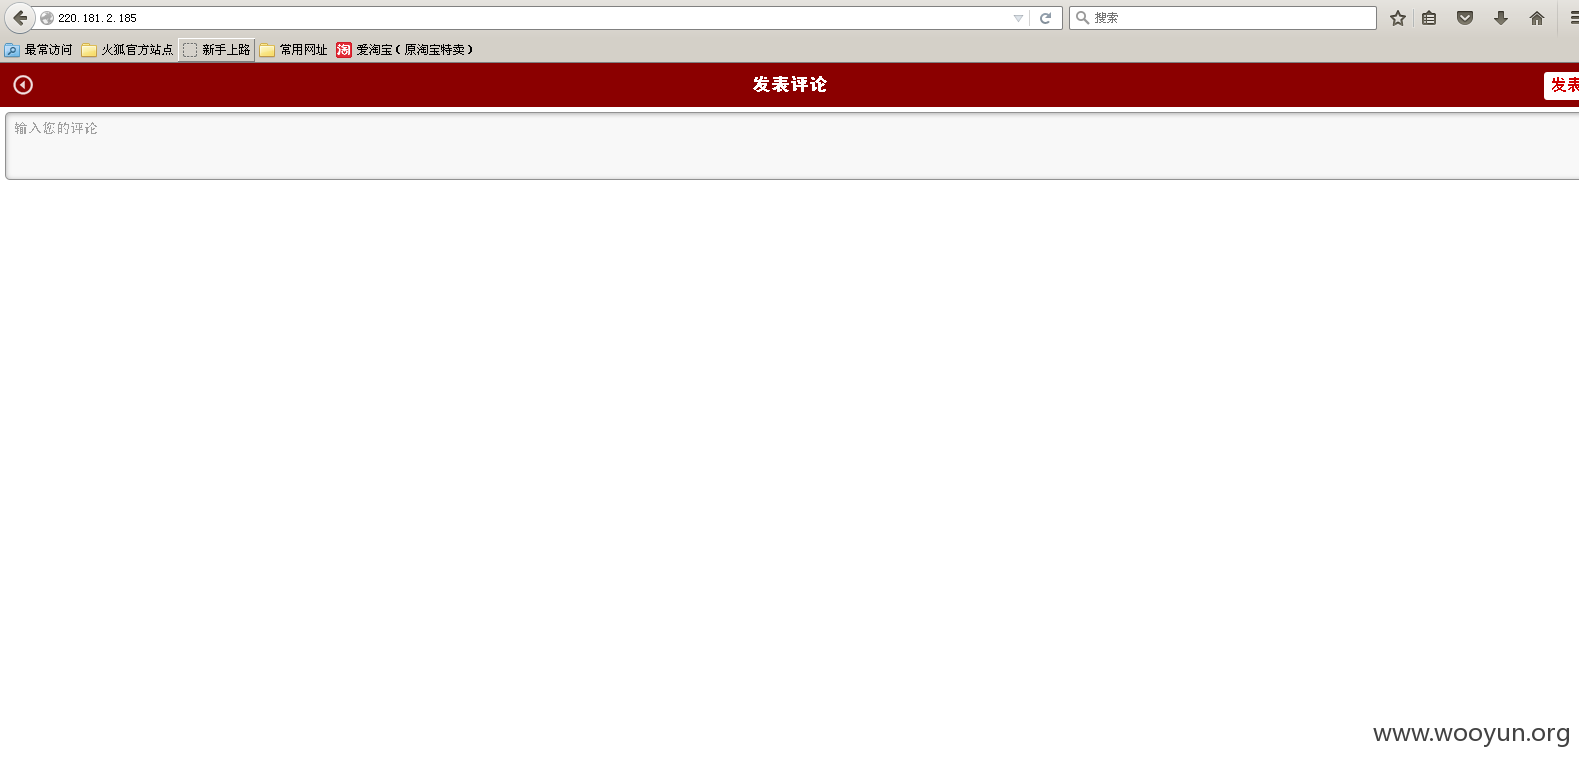 220.181.2.185
搜索
最常访问 火狐官方站点 新手上路 常用网址 淘 爱淘宝（原淘宝特卖）
发表评论
发表
输入您的评论
www.wooyun.org